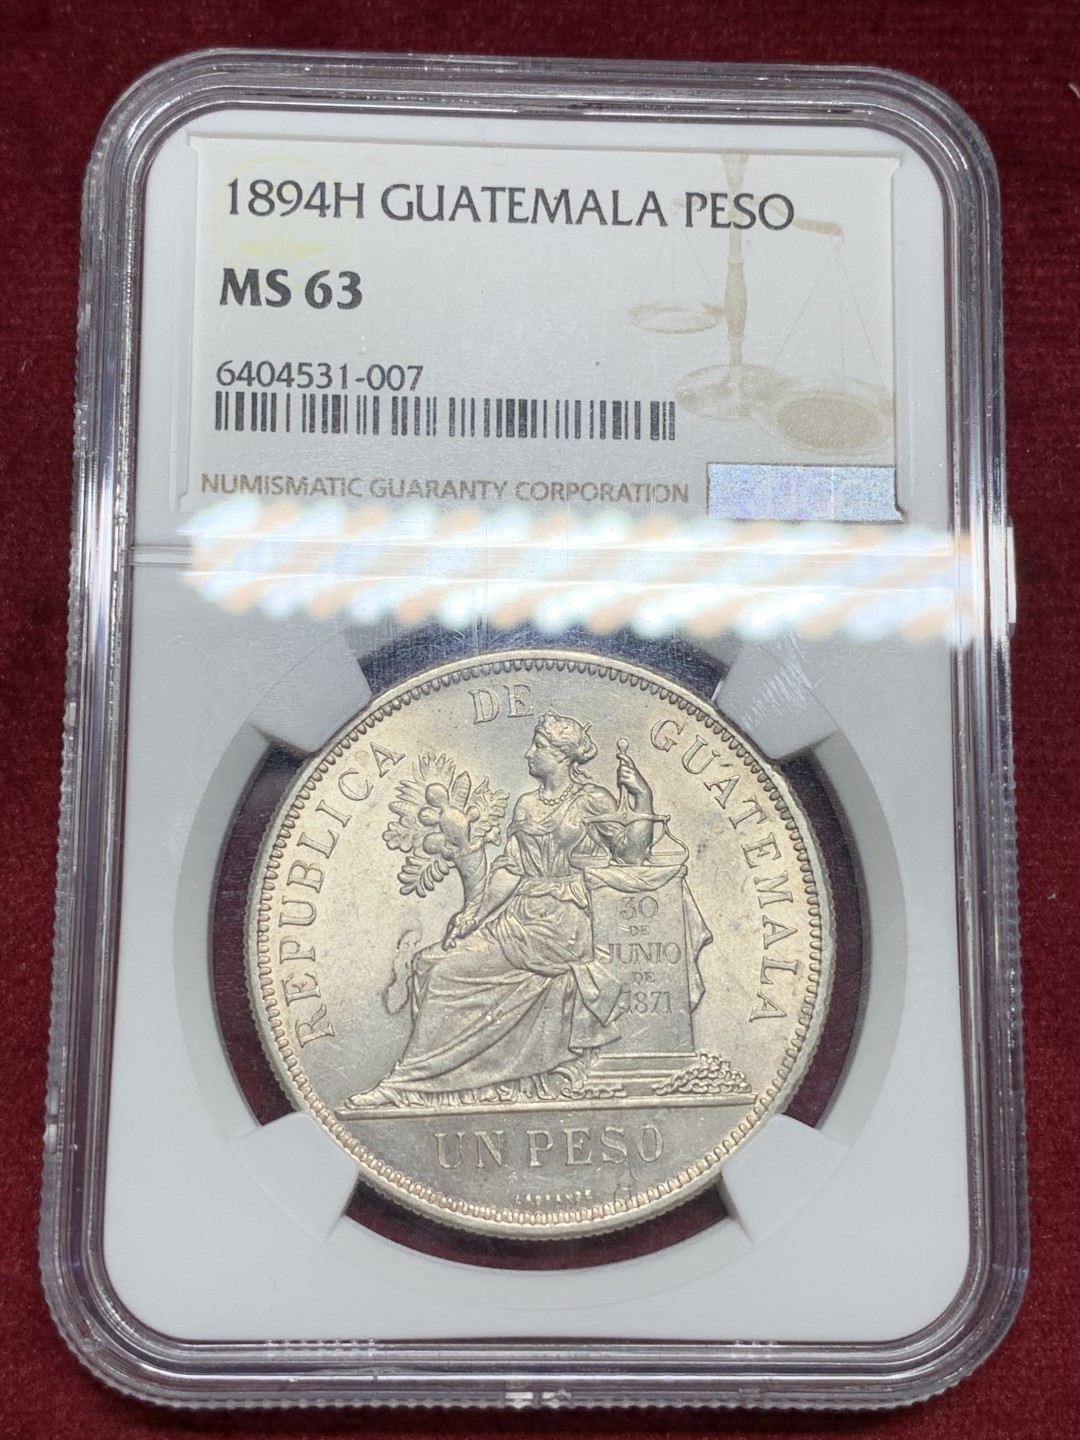 1894H GUATEMALA PESO
MS 63
6404531-007
NUMISMATIC GUARANTY CORPORATION
REPUBLICA DE GUATEMALA
30
DE
JUNIO
DE
1871
UN PESO
LAGRANGE